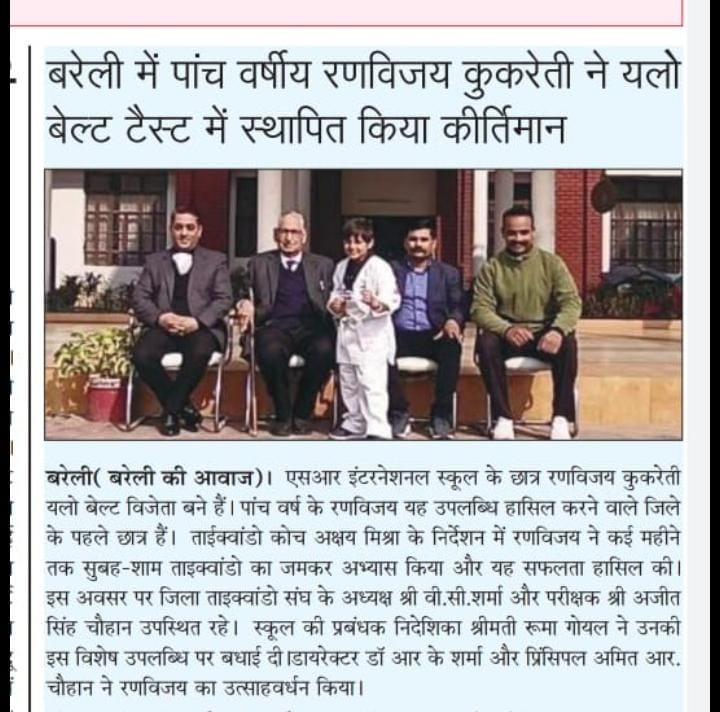 बरेली में पांच वर्षीय रणविजय कुकरेती ने यलो
बेल्ट टैस्ट में स्थापित किया कीर्तिमान
बरेली( बरेली की आवाज)। एसआर इंटरनेशनल स्कूल के छात्र रणविजय कुकरेती
यलो बेल्ट विजेता बने हैं। पांच वर्ष के रणविजय यह उपलब्धि हासिल करने वाले जिले
के पहले छात्र हैं। ताईक्वांडो कोच अक्षय मिश्रा के निर्देशन में रणविजय ने कई महीने
तक सुबह-शाम ताइक्वांडो का जमकर अभ्यास किया और यह सफलता हासिल की।
इस अवसर पर जिला ताइक्वांडो संघ के अध्यक्ष श्री वी.सी.शर्मा और परीक्षक श्री अजीत
सिंह चौहान उपस्थित रहे। स्कूल की प्रबंधक निदेशिका श्रीमती रूमा गोयल ने उनकी
इस विशेष उपलब्धि पर बधाई दी।डायरेक्टर डॉ आर के शर्मा और प्रिंसिपल अमित आर.
चौहान ने रणविजय का उत्साहवर्धन किया।